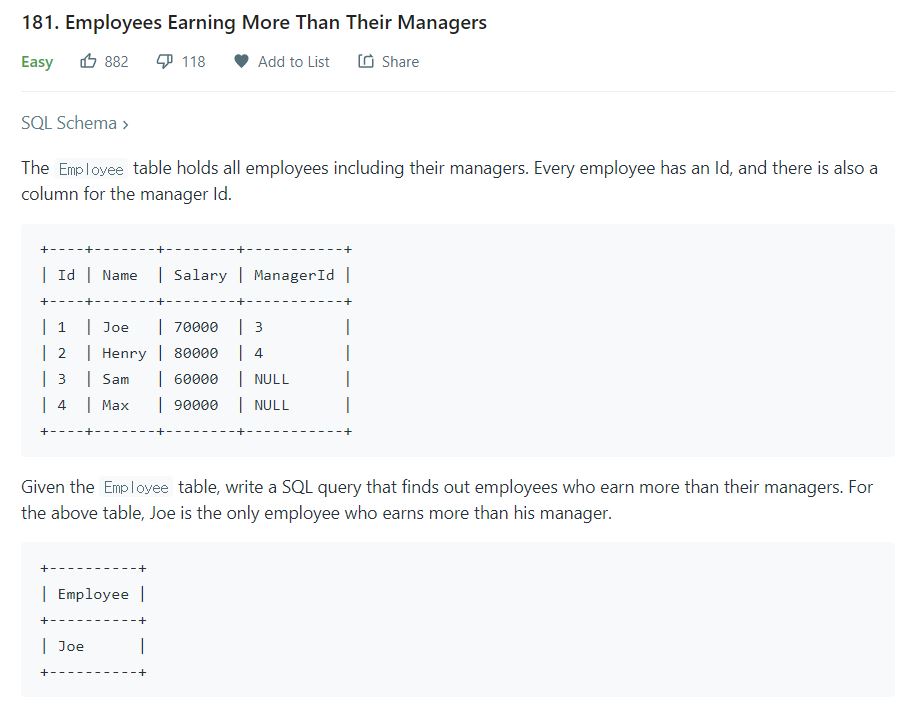 181. Employees Earning More Than Their Managers
Easy 882 118 Add to List Share
SQL Schema ›
The Employee table holds all employees including their managers. Every employee has an Id, and there is also a
column for the manager Id.
+----+-------+--------+-----------+
| Id | Name  | Salary | ManagerId |
+----+-------+--------+-----------+
| 1  | Joe   | 70000  | 3         |
| 2  | Henry | 80000  | 4         |
| 3  | Sam   | 60000  | NULL      |
| 4  | Max   | 90000  | NULL      |
+----+-------+--------+-----------+
Given the Employee table, write a SQL query that finds out employees who earn more than their managers. For
the above table, Joe is the only employee who earns more than his manager.
+----------+
| Employee |
+----------+
| Joe      |
+----------+